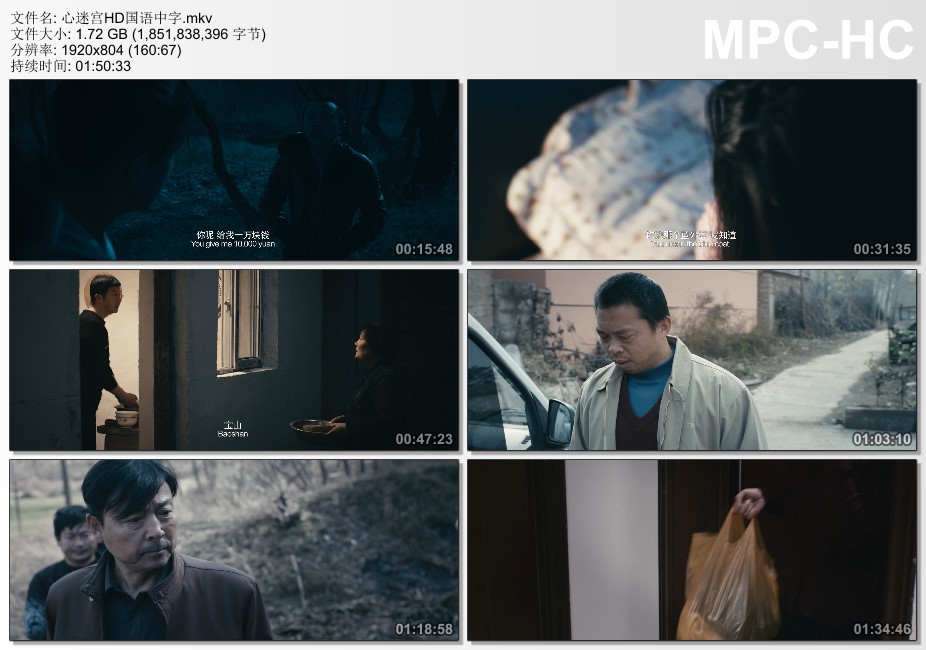 文件名: 心迷宫HD国语中字.mkv
文件大小: 1.72 GB (1,851,838,396 字节)
分辨率: 1920x804 (160:67)
持续时间: 01:50:33
MPC-HC
你呢 给我一万块钱
You give me 10,000 yuan
00:15:48
知道
coat
00:31:35
宝山
Baoshan
00:47:23
01:03:10
01:18:58
01:34:46